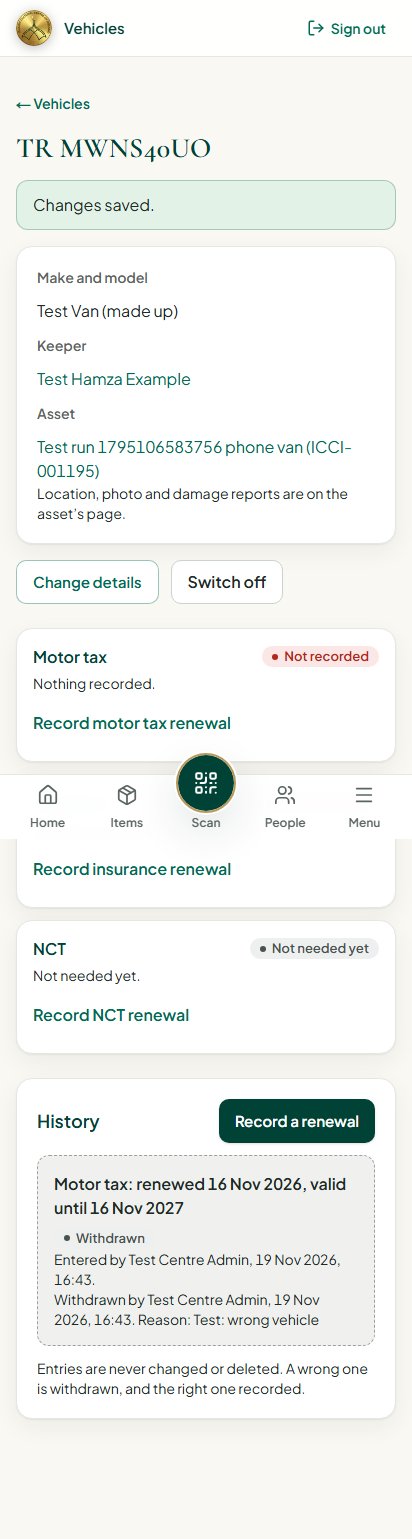 Vehicles
Sign out
← Vehicles
TR MWNS40UO
Changes saved.
Make and model
Test Van (made up)
Keeper
Test Hamza Example
Asset
Test run 1795106583756 phone van (ICCI-
001195)
Location, photo and damage reports are on the
asset's page.
Change details
Switch off
Motor tax
Not recorded
Nothing recorded.
Record motor tax renewal
Home
Items
Scan
People
Menu
Record insurance renewal
NCT
Not needed yet
Not needed yet.
Record NCT renewal
History
Record a renewal
Motor tax: renewed 16 Nov 2026, valid
until 16 Nov 2027
Withdrawn
Entered by Test Centre Admin, 19 Nov 2026,
16:43.
Withdrawn by Test Centre Admin, 19 Nov
2026, 16:43. Reason: Test: wrong vehicle
Entries are never changed or deleted. A wrong one
is withdrawn, and the right one recorded.